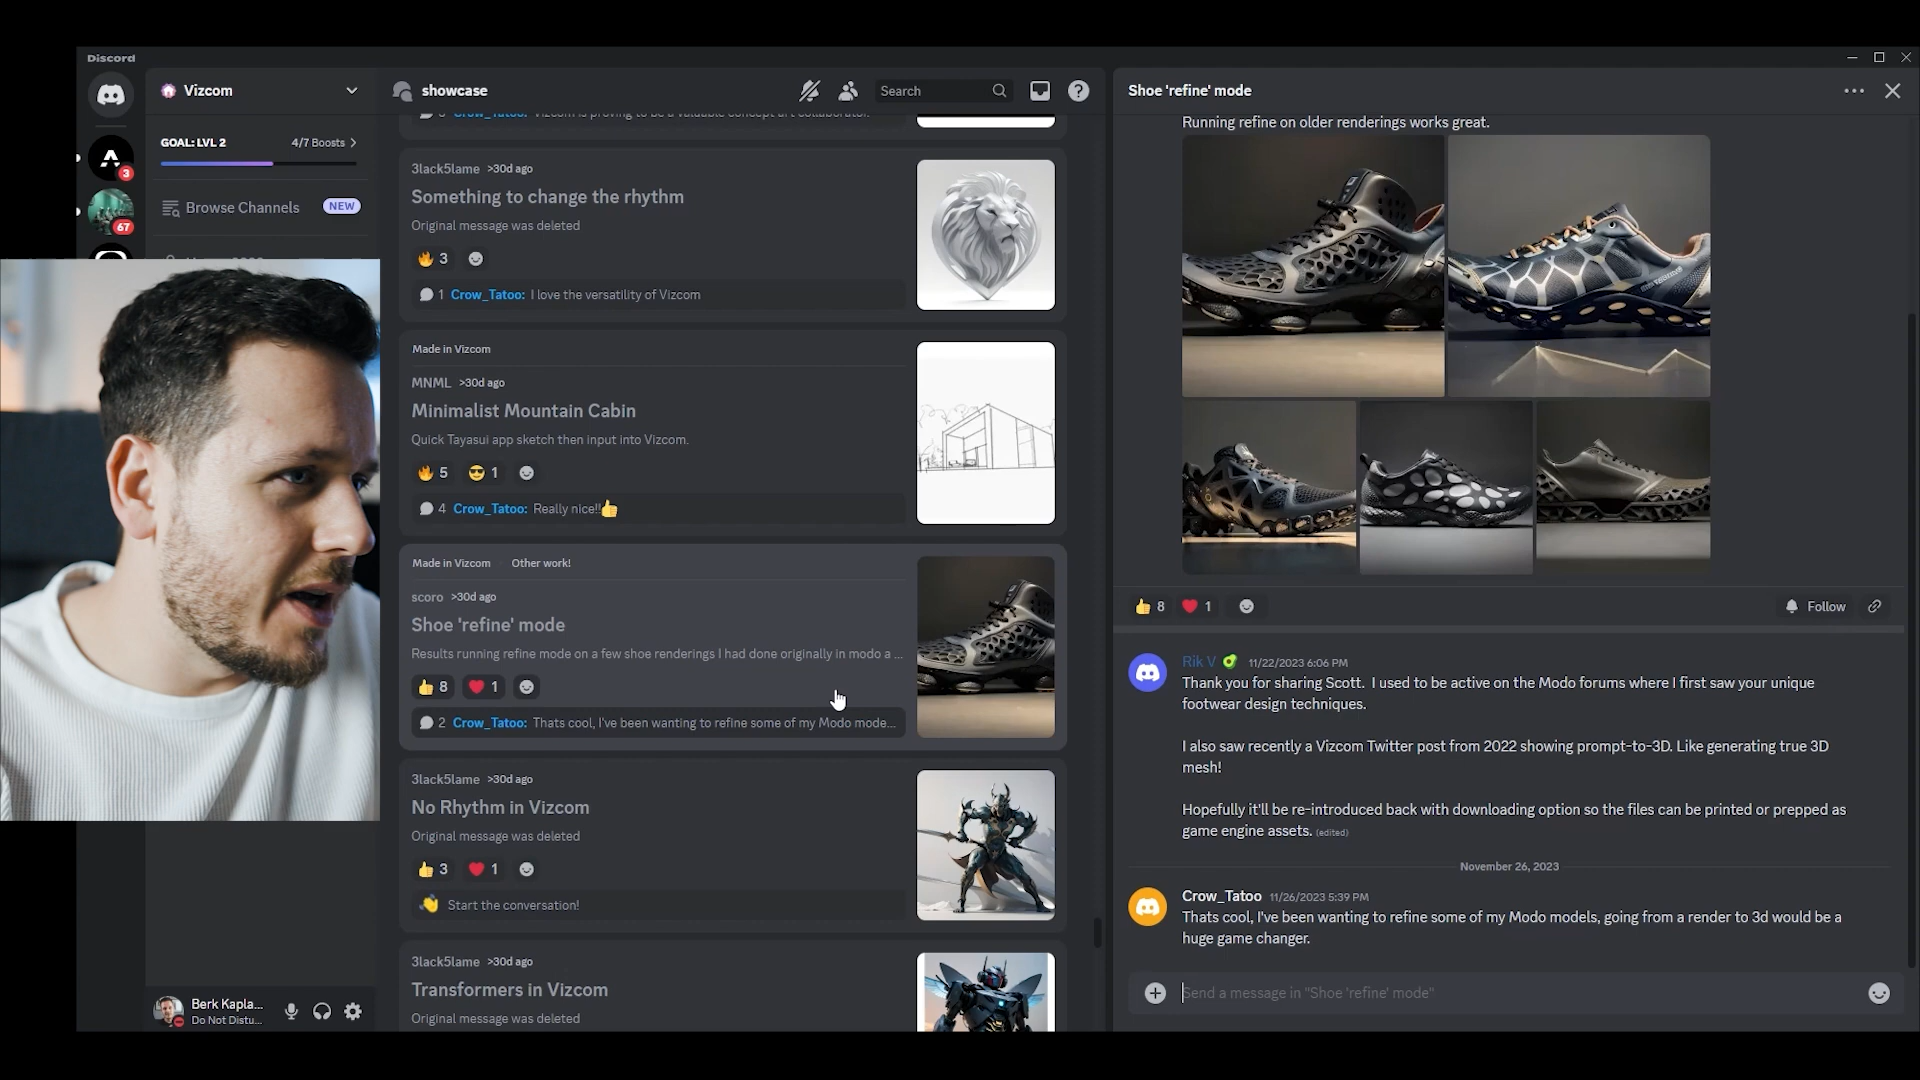 Discord
Vizcom
GOAL: LVL 2
4/7 Boosts
3
67
Browse Channels
NEW
Berk Kapla...
Do Not Distu...
showcase
Search
Crow_Tatoo: Vizcom is proving to be a valuable concept art collaborator.
3lack5lame >30d ago
Something to change the rhythm
Original message was deleted
🔥 3
1 Crow_Tatoo: I love the versatility of Vizcom
Made in Vizcom
MNML >30d ago
Minimalist Mountain Cabin
Quick Tayasui app sketch then input into Vizcom.
🔥 5 😎 1
4 Crow_Tatoo: Really nice!!👍
Made in Vizcom Other work!
scoro >30d ago
Shoe 'refine' mode
Results running refine mode on a few shoe renderings I had done originally in modo a ...
👍 8 ❤️ 1
2 Crow_Tatoo: Thats cool, I've been wanting to refine some of my Modo mode...
3lack5lame >30d ago
No Rhythm in Vizcom
Original message was deleted
👍 3 ❤️ 1
👋 Start the conversation!
3lack5lame >30d ago
Transformers in Vizcom
Original message was deleted
Shoe 'refine' mode
Running refine on older renderings works great.
👍 8 ❤️ 1
Follow
Rik V 11/22/2023 6:06 PM
Thank you for sharing Scott. I used to be active on the Modo forums where I first saw your unique
footwear design techniques.
I also saw recently a Vizcom Twitter post from 2022 showing prompt-to-3D. Like generating true 3D
mesh!
Hopefully it'll be re-introduced back with downloading option so the files can be printed or prepped as
game engine assets. (edited)
November 26, 2023
Crow_Tatoo 11/26/2023 5:39 PM
Thats cool, I've been wanting to refine some of my Modo models, going from a render to 3d would be a
huge game changer.
Send a message in "Shoe 'refine' mode"